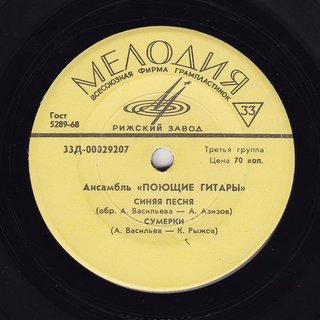 МЕЛОДИЯ
ВСЕСОЮЗНАЯ ФИРМА ГРАМПЛАСТИНОК
Гост
5289-68
33
РИЖСКИЙ ЗАВОД
33Д-00029207
Третья группа
Цена 70 коп.
Ансамбль «ПОЮЩИЕ ГИТАРЫ»
СИНЯЯ ПЕСНЯ
(обр. А. Васильева — А. Азизов)
СУМЕРКИ
(А. Васильев — К. Рыжов)